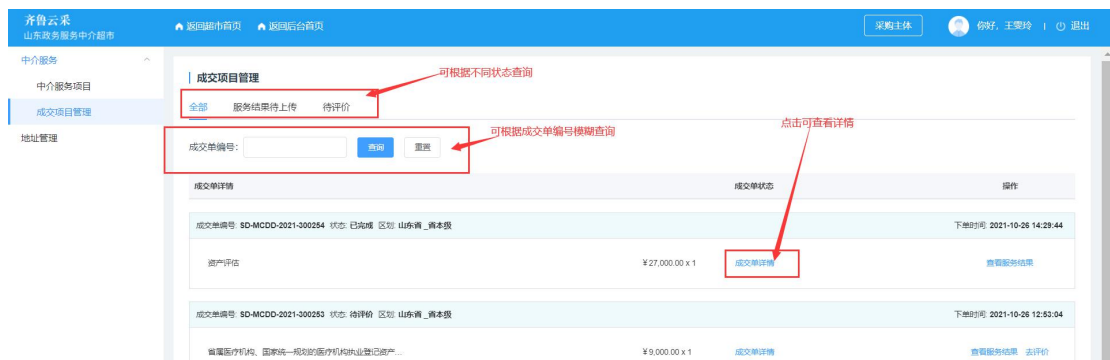 齐鲁云采
山东政务服务中介超市
返回超市首页 返回后台首页
采购主体
你好，王雯玲 | 退出
中介服务
中介服务项目
成交项目管理
地址管理
成交项目管理
可根据不同状态查询
全部 服务结果待上传 待评价
可根据成交单编号模糊查询
点击可查看详情
成交单编号: 查询 重置
成交单详情 成交单状态 操作
成交单编号: SD-MCDD-2021-300254 状态: 已完成 区划: 山东省_省本级 下单时间: 2021-10-26 14:29:44
资产评估 ¥27,000.00 x 1 成交单详情 查看服务结果
成交单编号: SD-MCDD-2021-300253 状态: 待评价 区划: 山东省_省本级 下单时间: 2021-10-26 12:53:04
省属医疗机构、国家统一规划的医疗机构执业登记资产... ¥9,000.00 x 1 成交单详情 查看服务结果 去评价